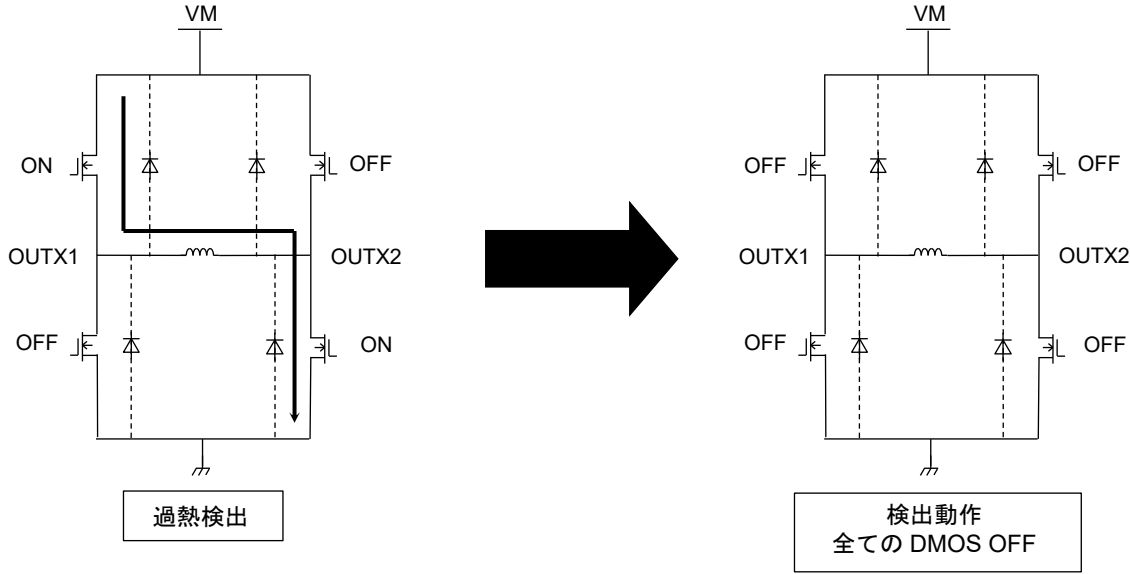 VM
ON
OFF
OUTX1
OUTX2
OFF
ON
過熱検出
VM
OFF
OFF
OUTX1
OUTX2
OFF
OFF
検出動作
全ての DMOS OFF